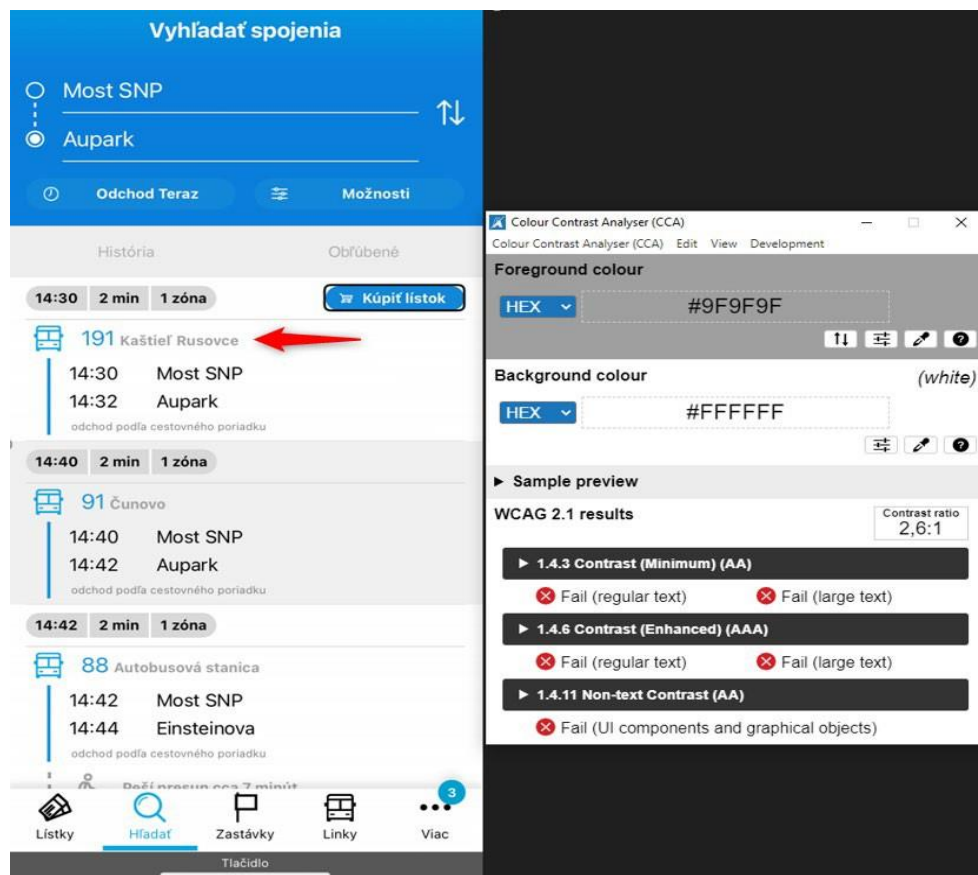 Vyhľadať spojenia
Most SNP
Aupark
Odchod Teraz Možnosti
História Obľúbené
14:30 2 min 1 zóna Kúpiť lístok
191 Kaštieľ Rusovce
14:30 Most SNP
14:32 Aupark
odchod podľa cestovného poriadku
14:40 2 min 1 zóna
91 Čunovo
14:40 Most SNP
14:42 Aupark
odchod podľa cestovného poriadku
14:42 2 min 1 zóna
88 Autobusová stanica
14:42 Most SNP
14:44 Einsteinova
odchod podľa cestovného poriadku
Peší presun cca 7 minút
3
Lístky Hľadať Zastávky Linky Viac
Tlačidlo
Colour Contrast Analyser (CCA)
Colour Contrast Analyser (CCA) Edit View Development
Foreground colour
HEX #9F9F9F
Background colour (white)
HEX #FFFFFF
Sample preview
WCAG 2.1 results Contrast ratio
2,6:1
1.4.3 Contrast (Minimum) (AA)
Fail (regular text) Fail (large text)
1.4.6 Contrast (Enhanced) (AAA)
Fail (regular text) Fail (large text)
1.4.11 Non-text Contrast (AA)
Fail (UI components and graphical objects)